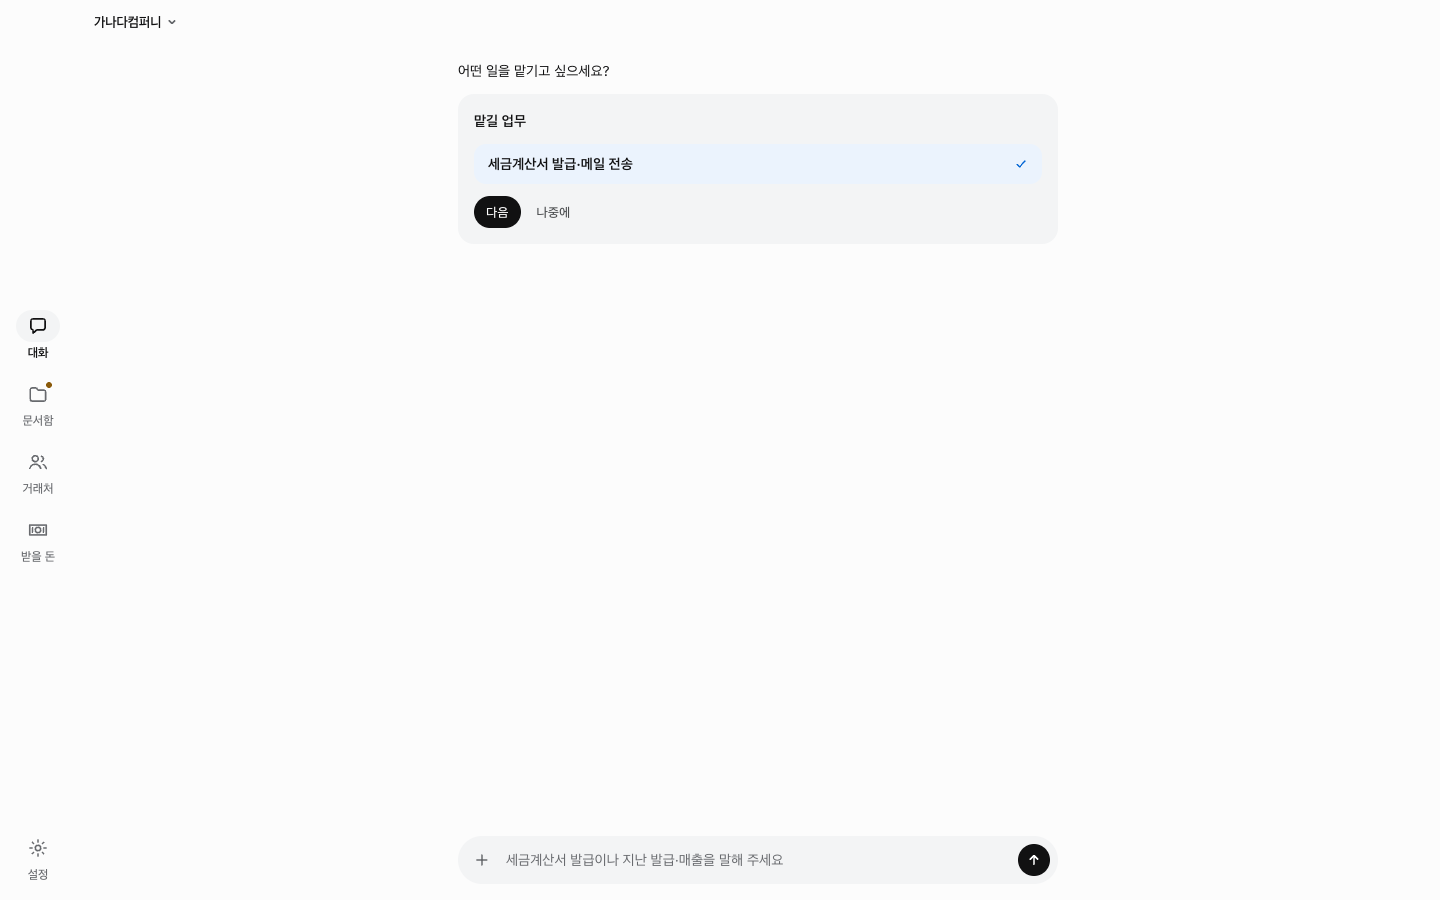 가나다컴퍼니
어떤 일을 맡기고 싶으세요?
맡길 업무
세금계산서 발급·메일 전송
다음
나중에
대화
문서함
거래처
받을 돈
설정
세금계산서 발급이나 지난 발급·매출을 말해 주세요